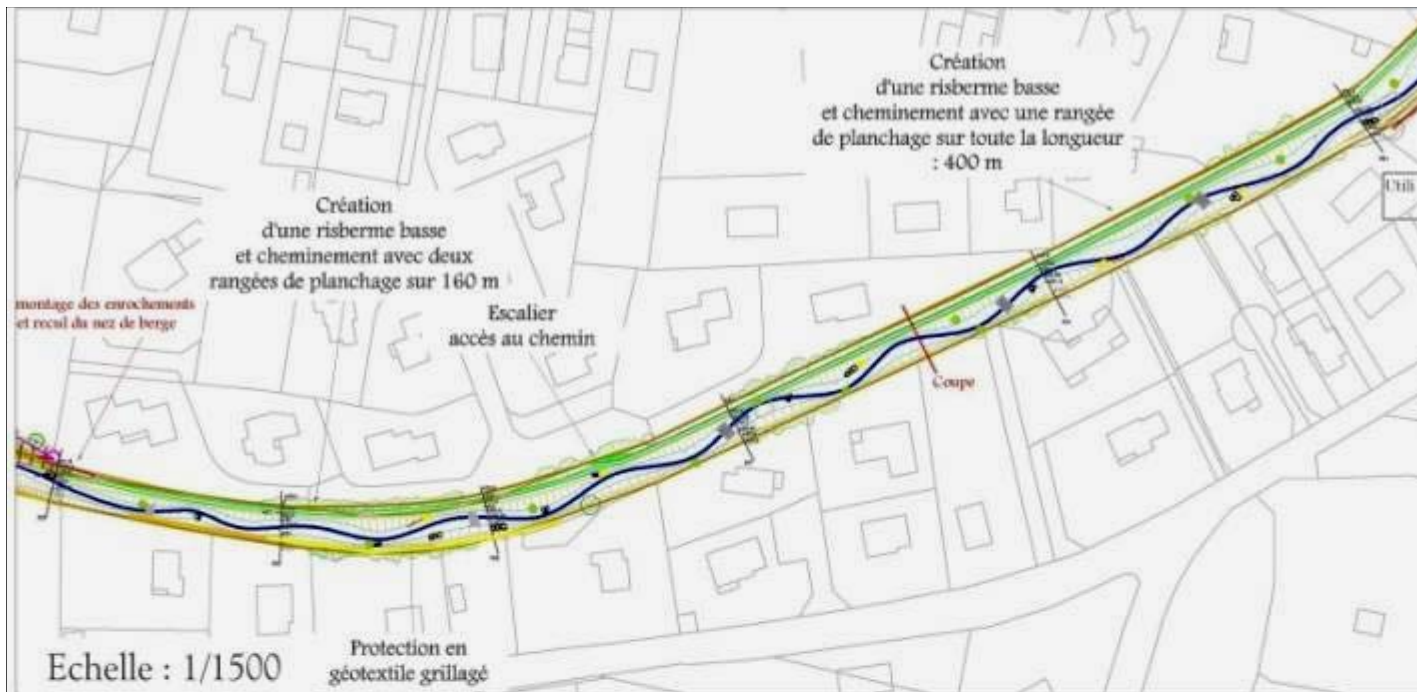 Création
d'une risberme basse
et cheminement avec une rangée
de planchage sur toute la longueur
: 400 m
Utili
Création
d'une risberme basse
et cheminement avec deux
rangées de planchage sur 160 m
montage des enrochements
et recul du nez de berge
Escalier
accès au chemin
Coupe
Protection en
géotextile grillagé
Echelle : 1/1500